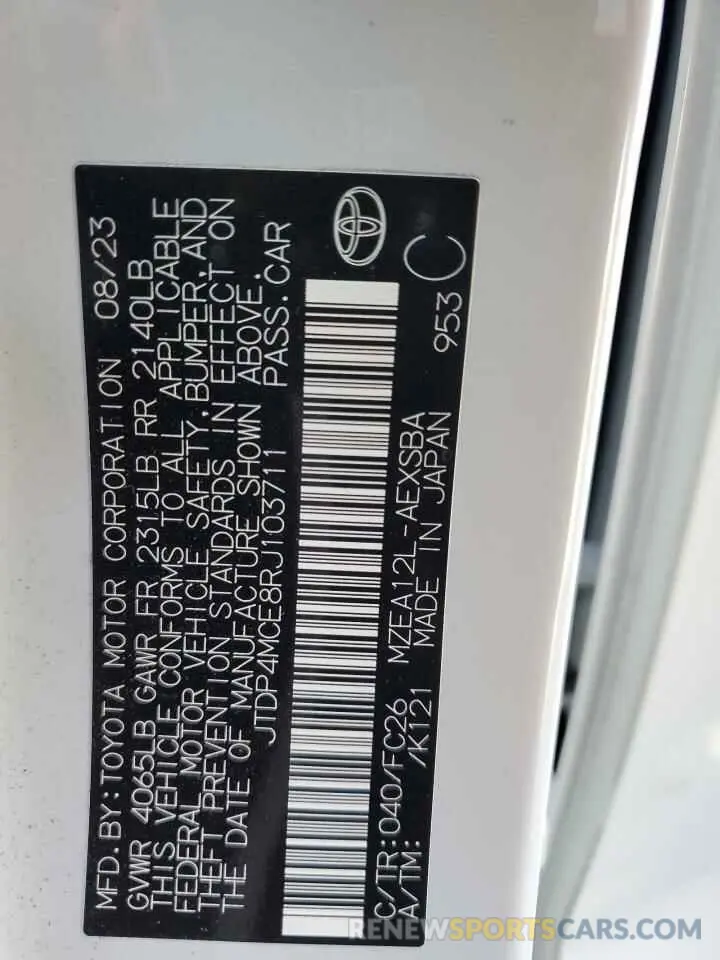 MFD. BY: TOYOTA MOTOR CORPORATION 08/23
GVWR 4065LB GAWR FR 2315LB RR 2140LB
THIS VEHICLE CONFORMS TO ALL APPLICABLE
FEDERAL MOTOR VEHICLE SAFETY, BUMPER, AND
THEFT PREVENTION STANDARDS IN EFFECT ON
THE DATE OF MANUFACTURE SHOWN ABOVE.
JTDP4MCE8RJ103711 PASS. CAR
C/TR: 040/FC26 MZEA12L-AEXSBA
A/TM: /K121 MADE IN JAPAN
953 C
RENEWSPORTSCARS.COM